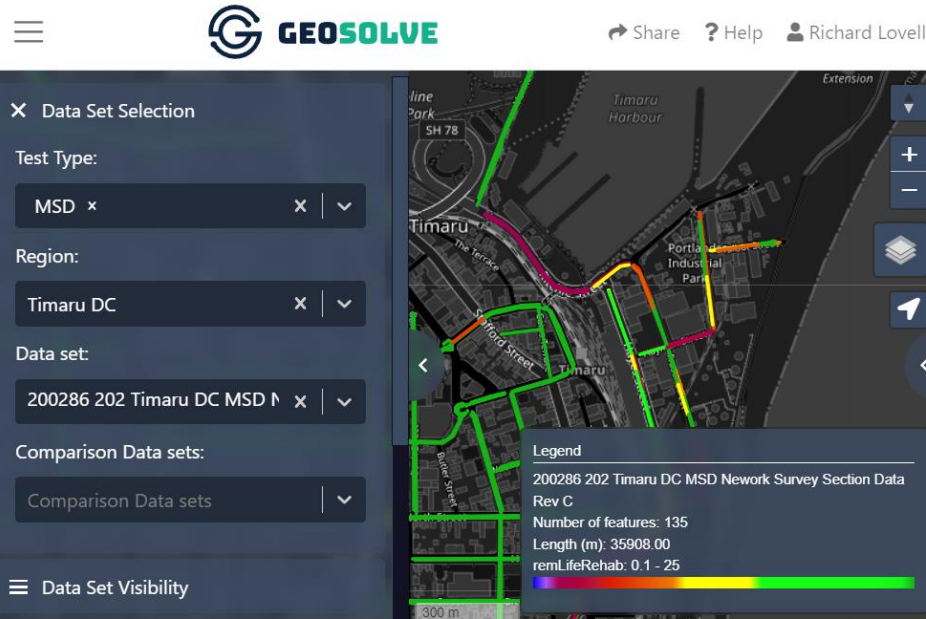 GEOSOLVE
Share
Help
Richard Lovell
Data Set Selection
Test Type:
MSD
Region:
Timaru DC
Data set:
200286 202 Timaru DC MSD N
Comparison Data sets:
Comparison Data sets
Data Set Visibility
Extension
Timaru
Harbour
Park
SH 78
Timaru
The Terrace
Stafford Street
Timaru
Industrial
Park
Butler Street
300 m
Legend
200286 202 Timaru DC MSD Nework Survey Section Data
Rev C
Number of features: 135
Length (m): 35908.00
remLifeRehab: 0.1 - 25